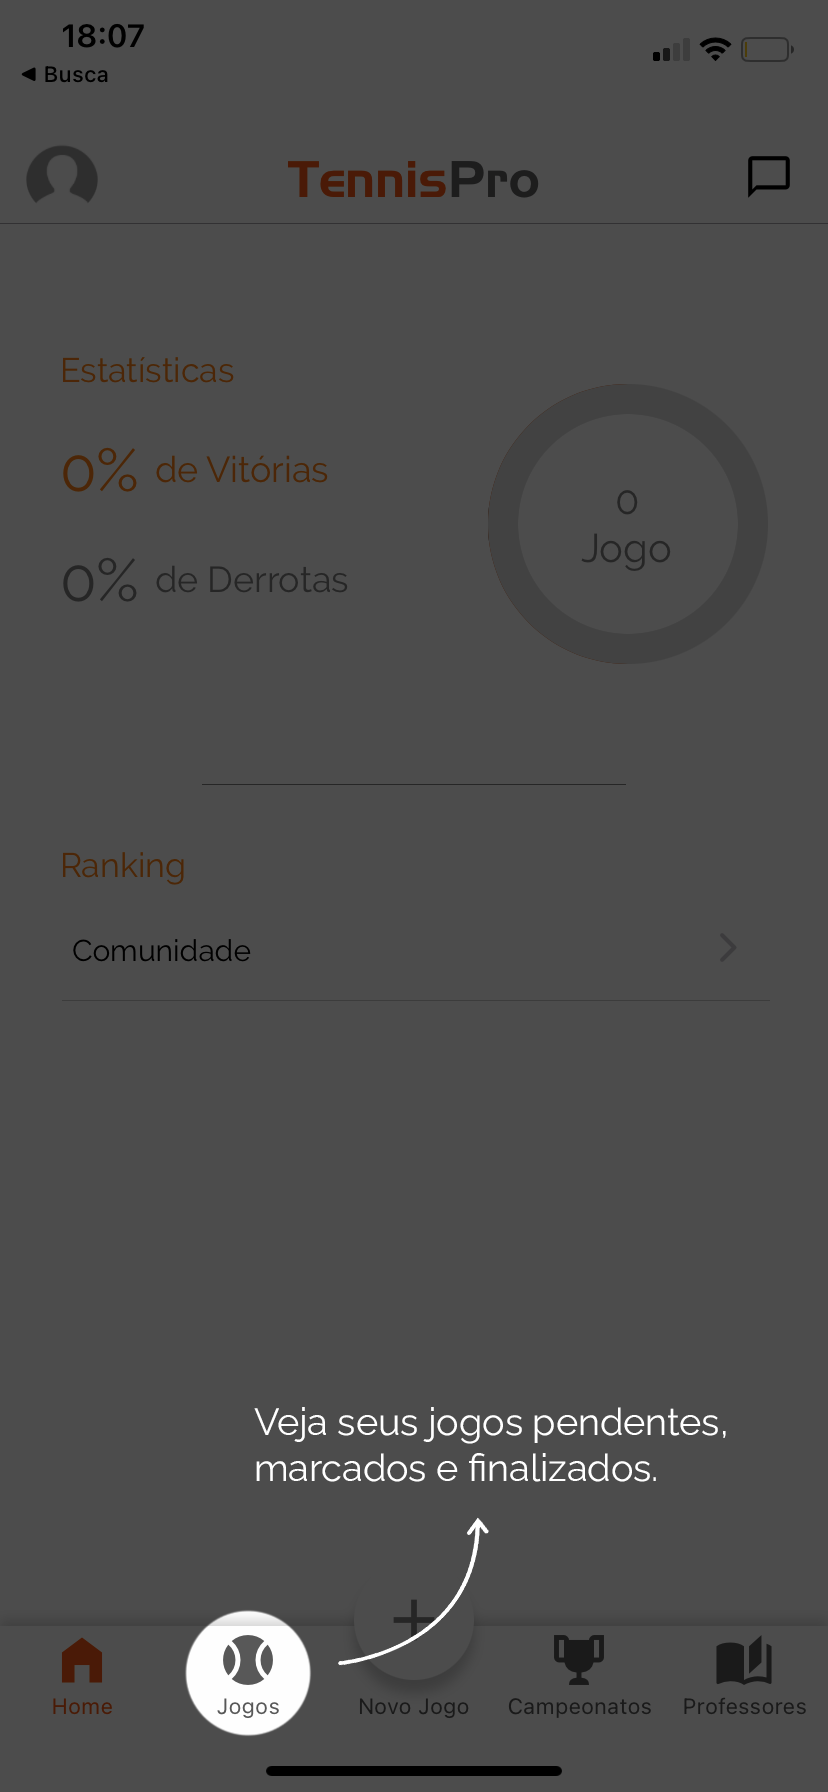 18:07
Busca
TennisPro
Estatísticas
0% de Vitórias
0% de Derrotas
0
Jogo
Ranking
Comunidade
Veja seus jogos pendentes,
marcados e finalizados.
Home
Jogos
Novo Jogo
Campeonatos
Professores